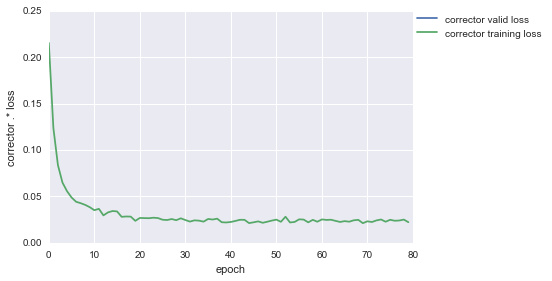 0.25
0.20
0.15
0.10
0.05
0.00
corrector .* loss
0 10 20 30 40 50 60 70 80
epoch
corrector valid loss
corrector training loss